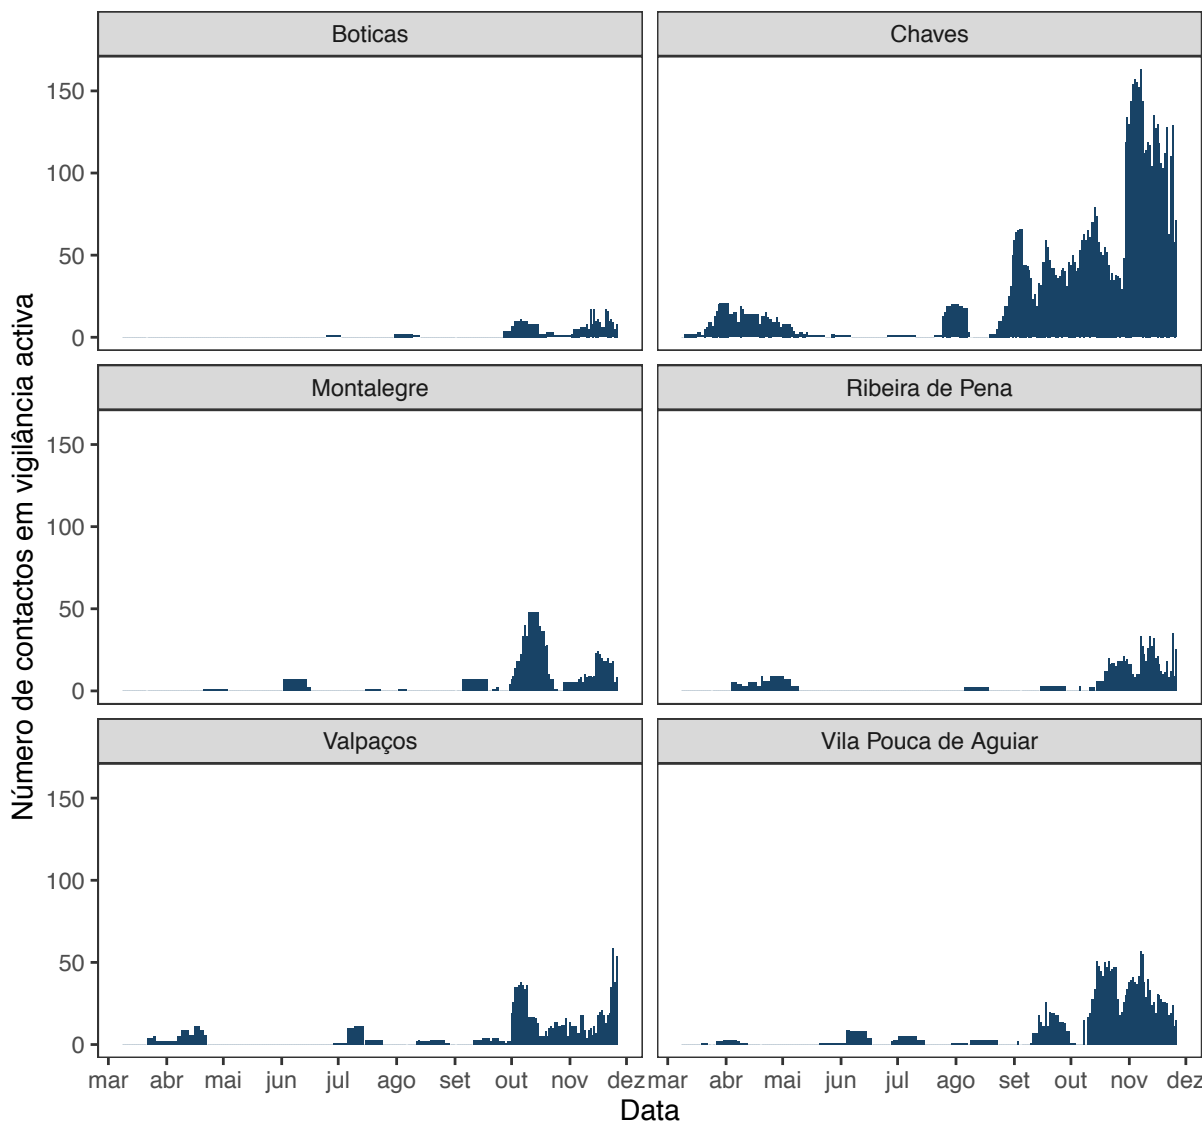 Boticas
Chaves
150
100
50
0
Montalegre
Ribeira de Pena
150
100
50
0
Valpaços
Vila Pouca de Aguiar
150
100
50
0
mar abr mai jun jul ago set out nov dez
mar abr mai jun jul ago set out nov dez
Data
Número de contactos em vigilância activa